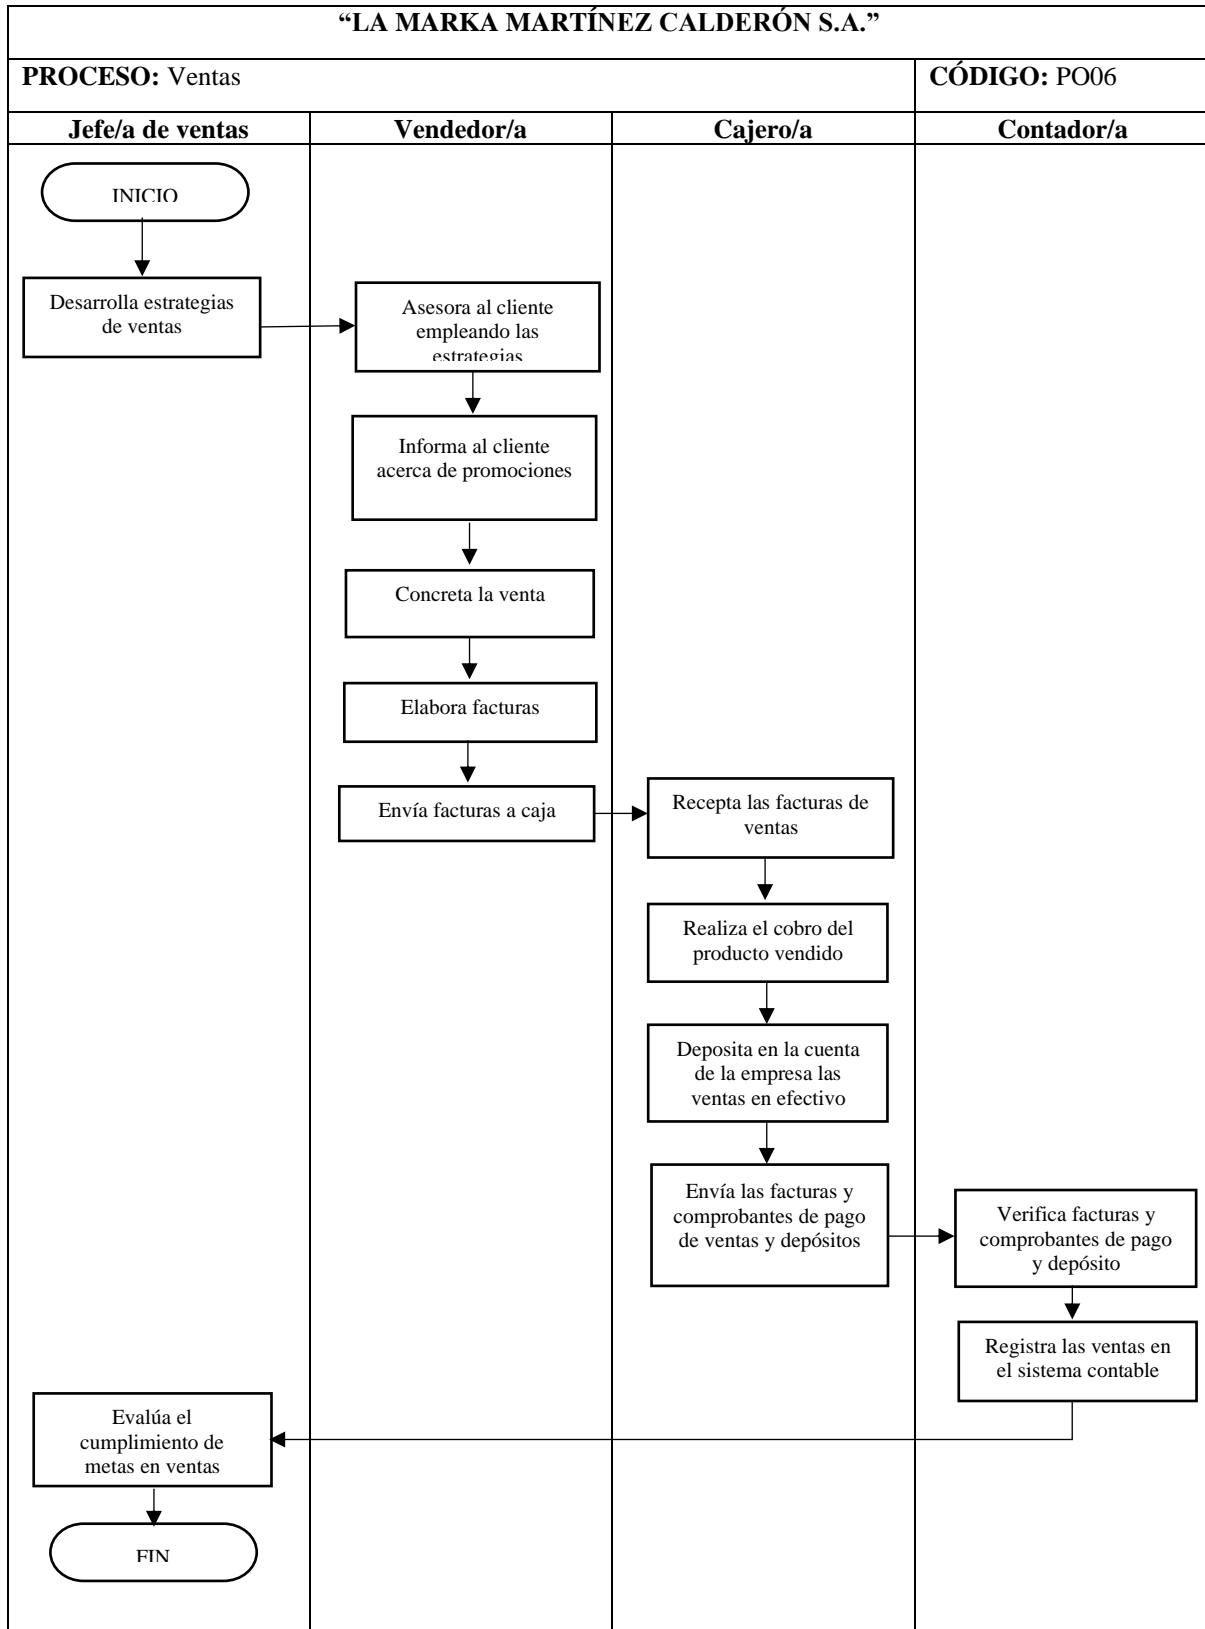 “LA MARKA MARTÍNEZ CALDERÓN S.A.”
PROCESO: Ventas
CÓDIGO: PO06
Jefe/a de ventas
Vendedor/a
Cajero/a
Contador/a
INICIO
Desarrolla estrategias
de ventas
Asesora al cliente
empleando las
estrategias
Informa al cliente
acerca de promociones
Concreta la venta
Elabora facturas
Envía facturas a caja
Recepta las facturas de
ventas
Realiza el cobro del
producto vendido
Deposita en la cuenta
de la empresa las
ventas en efectivo
Envía las facturas y
comprobantes de pago
de ventas y depósitos
Verifica facturas y
comprobantes de pago
y depósito
Registra las ventas en
el sistema contable
Evalúa el
cumplimiento de
metas en ventas
FIN